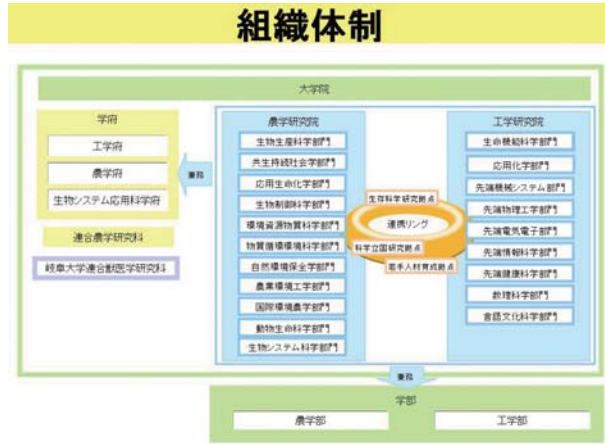 組織体制
大学院
学府
工学府
農学府
生物システム応用科学府
連合農学研究科
岐阜大学連合獣医学研究科
兼務
農学研究院
生物生産科学部門
共生持続社会学部門
応用生命化学部門
生物制御科学部門
環境資源物質科学部門
物質循環環境科学部門
自然環境保全学部門
農業環境工学部門
国際環境農学部門
動物生命科学部門
生物システム科学部門
生存科学研究拠点
連携リング
科学立国研究拠点
若手人材育成拠点
工学研究院
生命機能科学部門
応用化学部門
先端機械システム部門
先端物理工学部門
先端電気電子部門
先端情報科学部門
先端健康科学部門
数理科学部門
言語文化科学部門
兼務
学部
農学部
工学部